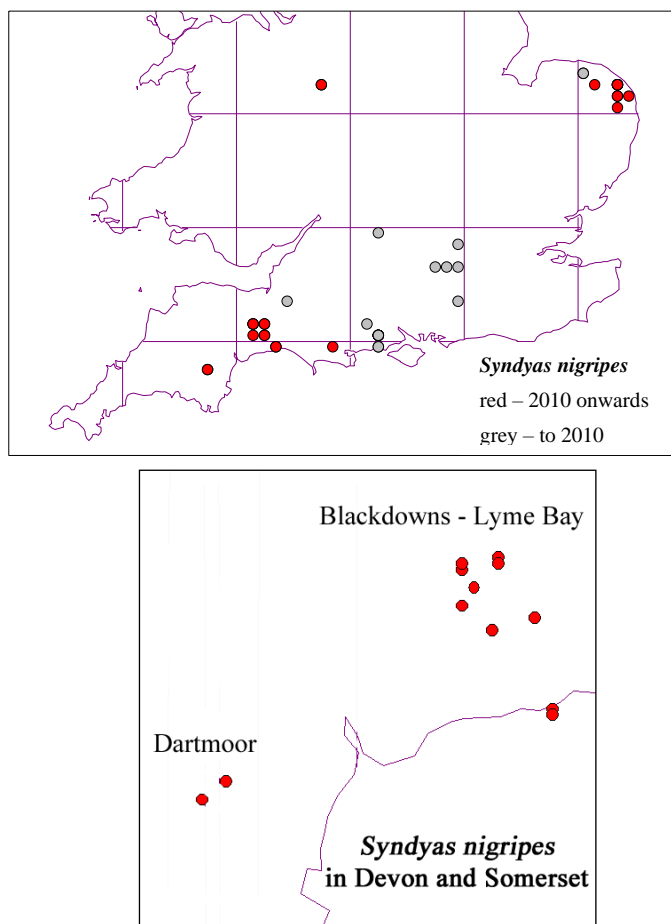 Syndyas nigripes
red – 2010 onwards
grey – to 2010
Blackdowns - Lyme Bay
Dartmoor
Syndyas nigripes
in Devon and Somerset